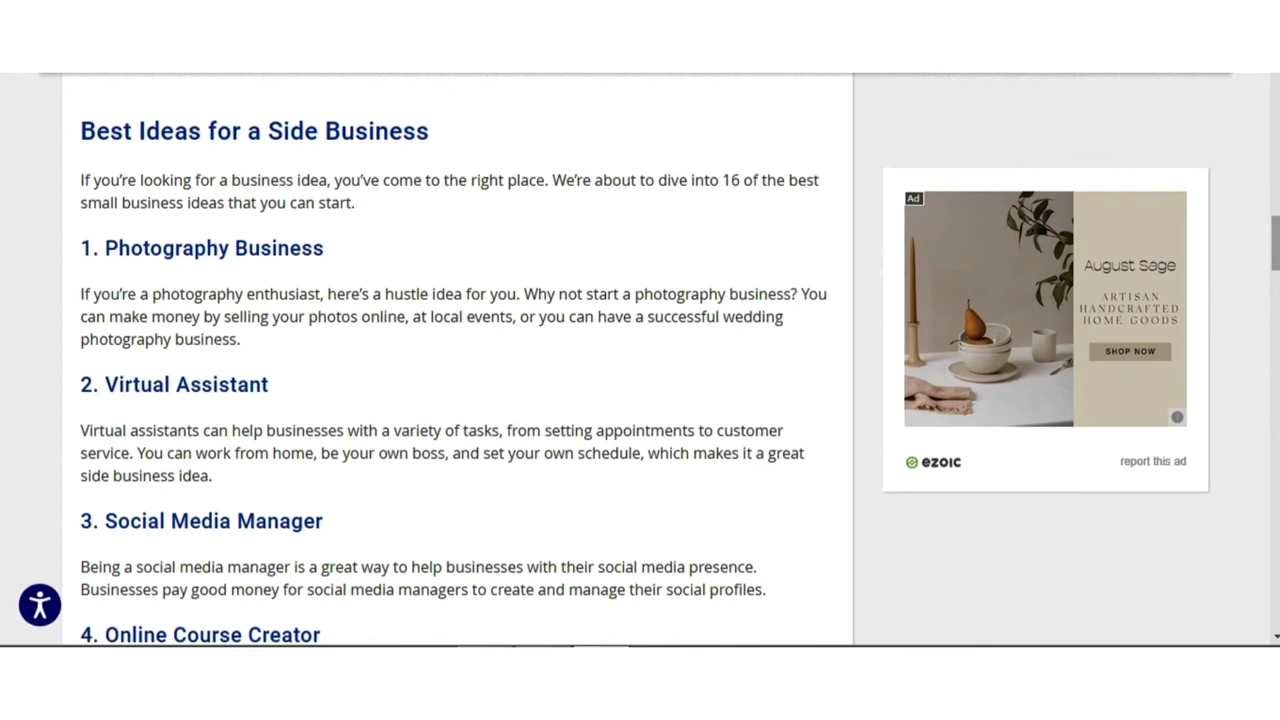 Best Ideas for a Side Business
If you’re looking for a business idea, you’ve come to the right place. We’re about to dive into 16 of the best
small business ideas that you can start.
1. Photography Business
If you’re a photography enthusiast, here’s a hustle idea for you. Why not start a photography business? You
can make money by selling your photos online, at local events, or you can have a successful wedding
photography business.
2. Virtual Assistant
Virtual assistants can help businesses with a variety of tasks, from setting appointments to customer
service. You can work from home, be your own boss, and set your own schedule, which makes it a great
side business idea.
3. Social Media Manager
Being a social media manager is a great way to help businesses with their social media presence.
Businesses pay good money for social media managers to create and manage their social profiles.
4. Online Course Creator
Ad
August Sage
ARTISAN
HANDCRAFTED
HOME GOODS
SHOP NOW
ezoic
report this ad